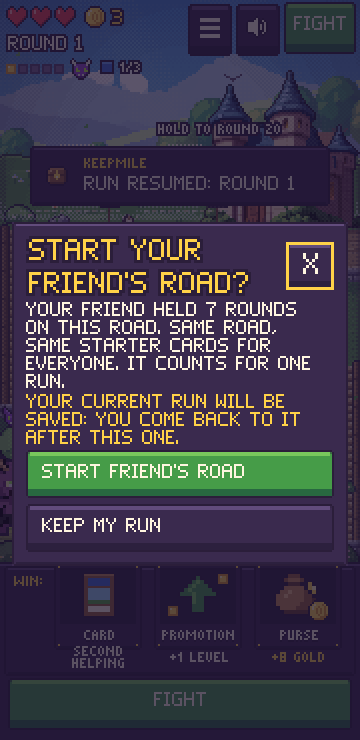 3
FIGHT
ROUND 1
1/3
HOLD TO ROUND 20
KEEPMILE
RUN RESUMED: ROUND 1
START YOUR
FRIEND'S ROAD?
X
YOUR FRIEND HELD 7 ROUNDS
ON THIS ROAD. SAME ROAD,
SAME STARTER CARDS FOR
EVERYONE. IT COUNTS FOR ONE
RUN.
YOUR CURRENT RUN WILL BE
SAVED: YOU COME BACK TO IT
AFTER THIS ONE.
START FRIEND'S ROAD
KEEP MY RUN
WIN:
CARD
SECOND
HELPING
PROMOTION
+1 LEVEL
PURSE
+8 GOLD
FIGHT